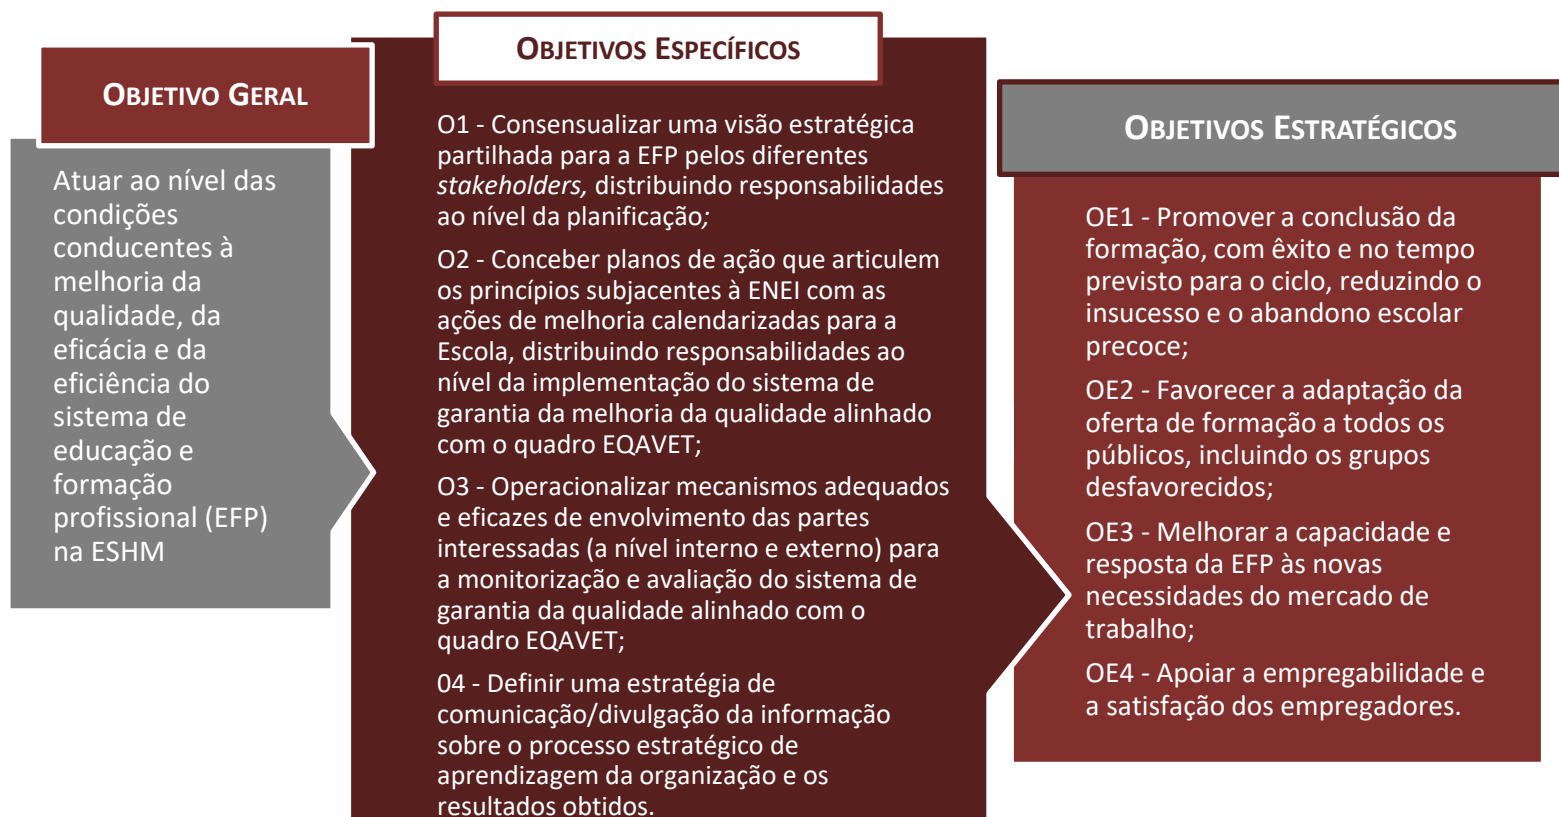 OBJETIVO GERAL
Atuar ao nível das
condições
conducentes à
melhoria da
qualidade, da
eficácia e da
eficiência do
sistema de
educação e
formação
profissional (EFP)
na ESHM
OBJETIVOS ESPECÍFICOS
O1 - Consensualizar uma visão estratégica
partilhada para a EFP pelos diferentes
stakeholders, distribuindo responsabilidades
ao nível da planificação;
O2 - Conceber planos de ação que articulem
os princípios subjacentes à ENEI com as
ações de melhoria calendarizadas para a
Escola, distribuindo responsabilidades ao
nível da implementação do sistema de
garantia da melhoria da qualidade alinhado
com o quadro EQAVET;
O3 - Operacionalizar mecanismos adequados
e eficazes de envolvimento das partes
interessadas (a nível interno e externo) para
a monitorização e avaliação do sistema de
garantia da qualidade alinhado com o
quadro EQAVET;
04 - Definir uma estratégia de
comunicação/divulgação da informação
sobre o processo estratégico de
aprendizagem da organização e os
resultados obtidos.
OBJETIVOS ESTRATÉGICOS
OE1 - Promover a conclusão da
formação, com êxito e no tempo
previsto para o ciclo, reduzindo o
insucesso e o abandono escolar
precoce;
OE2 - Favorecer a adaptação da
oferta de formação a todos os
públicos, incluindo os grupos
desfavorecidos;
OE3 - Melhorar a capacidade e
resposta da EFP às novas
necessidades do mercado de
trabalho;
OE4 - Apoiar a empregabilidade e
a satisfação dos empregadores.